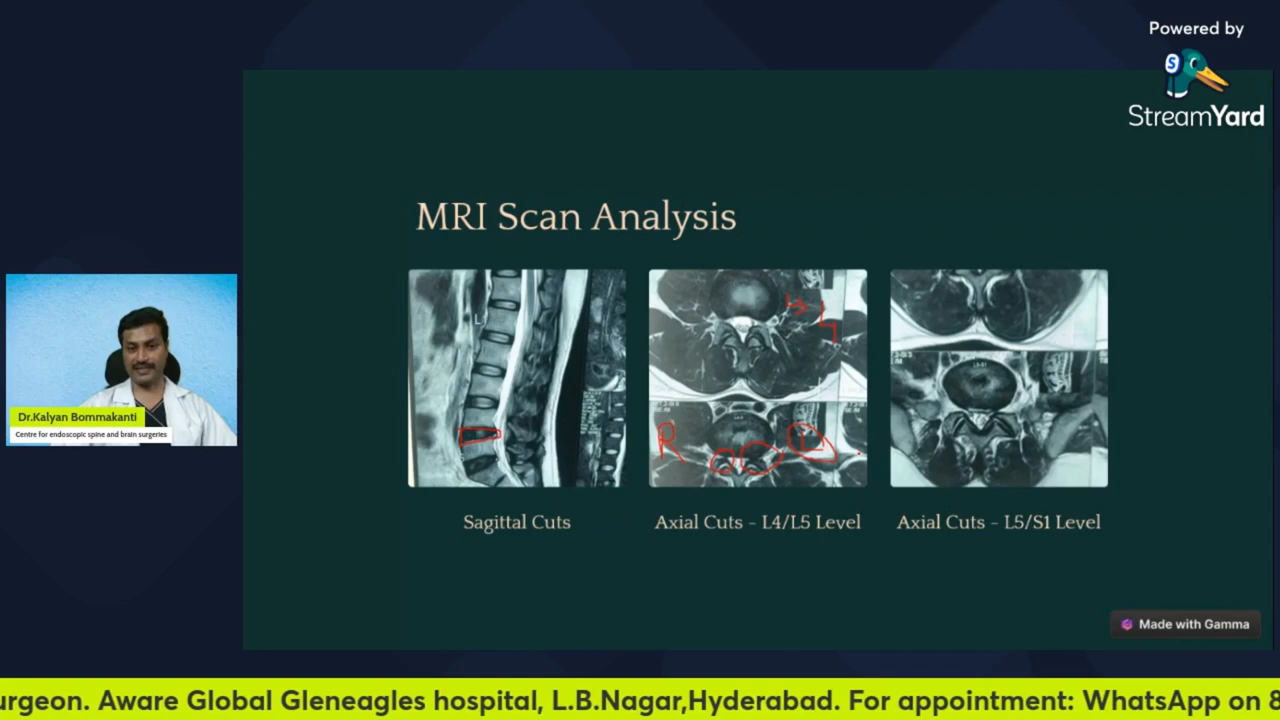 Powered by
StreamYard
MRI Scan Analysis
L
R
L5-S1
Dr.Kalyan Bommakanti
Centre for endoscopic spine and brain surgeries
Sagittal Cuts
Axial Cuts - L4/L5 Level
Axial Cuts - L5/S1 Level
Made with Gamma
urgeon. Aware Global Gleneagles hospital, L.B.Nagar,Hyderabad. For appointment: WhatsApp on 8